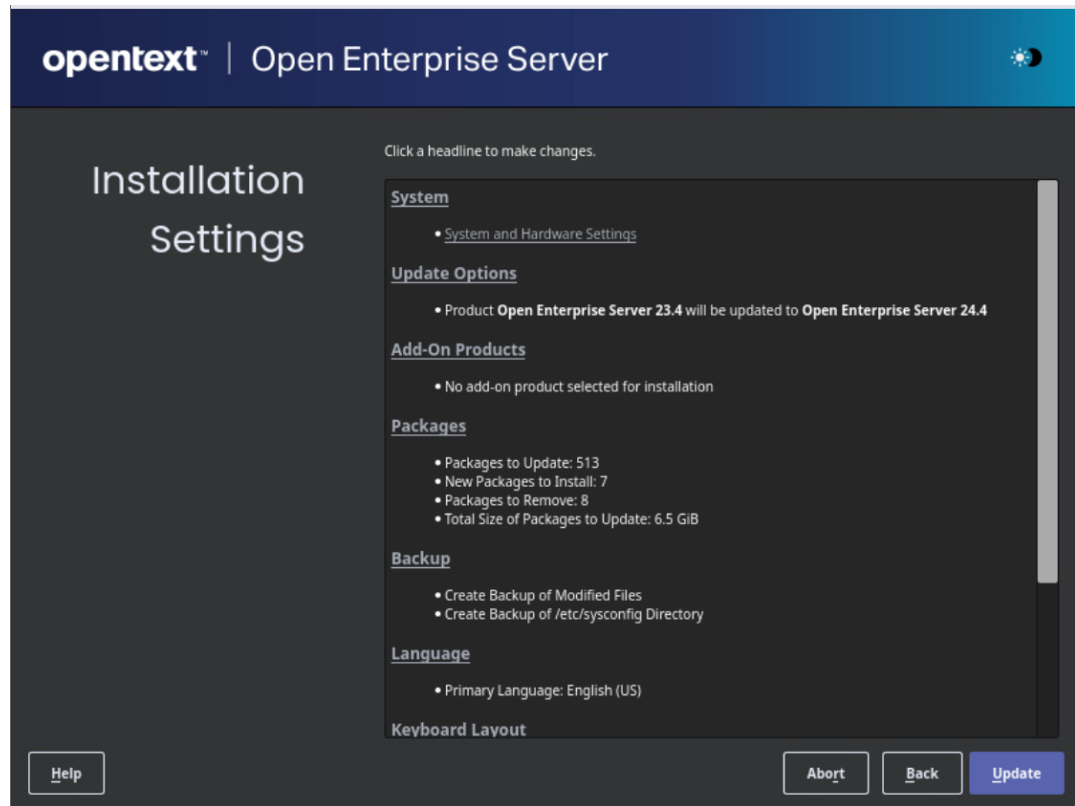 opentext™ | Open Enterprise Server
Installation
Settings
Click a headline to make changes.
System
• System and Hardware Settings
Update Options
• Product Open Enterprise Server 23.4 will be updated to Open Enterprise Server 24.4
Add-On Products
• No add-on product selected for installation
Packages
• Packages to Update: 513
• New Packages to Install: 7
• Packages to Remove: 8
• Total Size of Packages to Update: 6.5 GiB
Backup
• Create Backup of Modified Files
• Create Backup of /etc/sysconfig Directory
Language
• Primary Language: English (US)
Keyboard Layout
Help
Abort
Back
Update